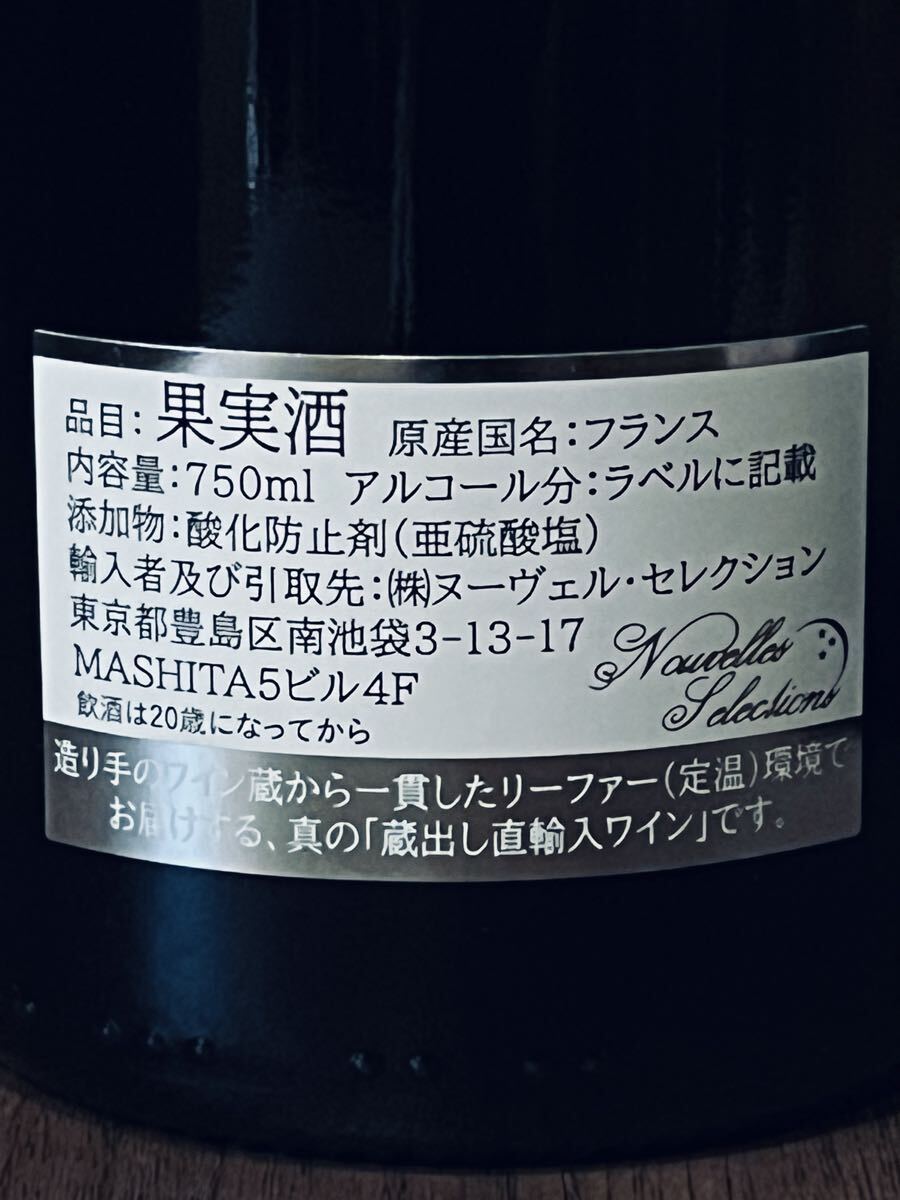 品目:果実酒 原産国名:フランス
内容量:750ml アルコール分:ラベルに記載
添加物:酸化防止剤(亜硫酸塩)
輸入者及び引取先:㈱ヌーヴェル・セレクション
東京都豊島区南池袋3-13-17
MASHITA5ビル4F
飲酒は20歳になってから
Nouvelles
Selections
造り手のワイン蔵から一貫したリーファー(定温)環境で
お届けする、真の「蔵出し直輸入ワイン」です。